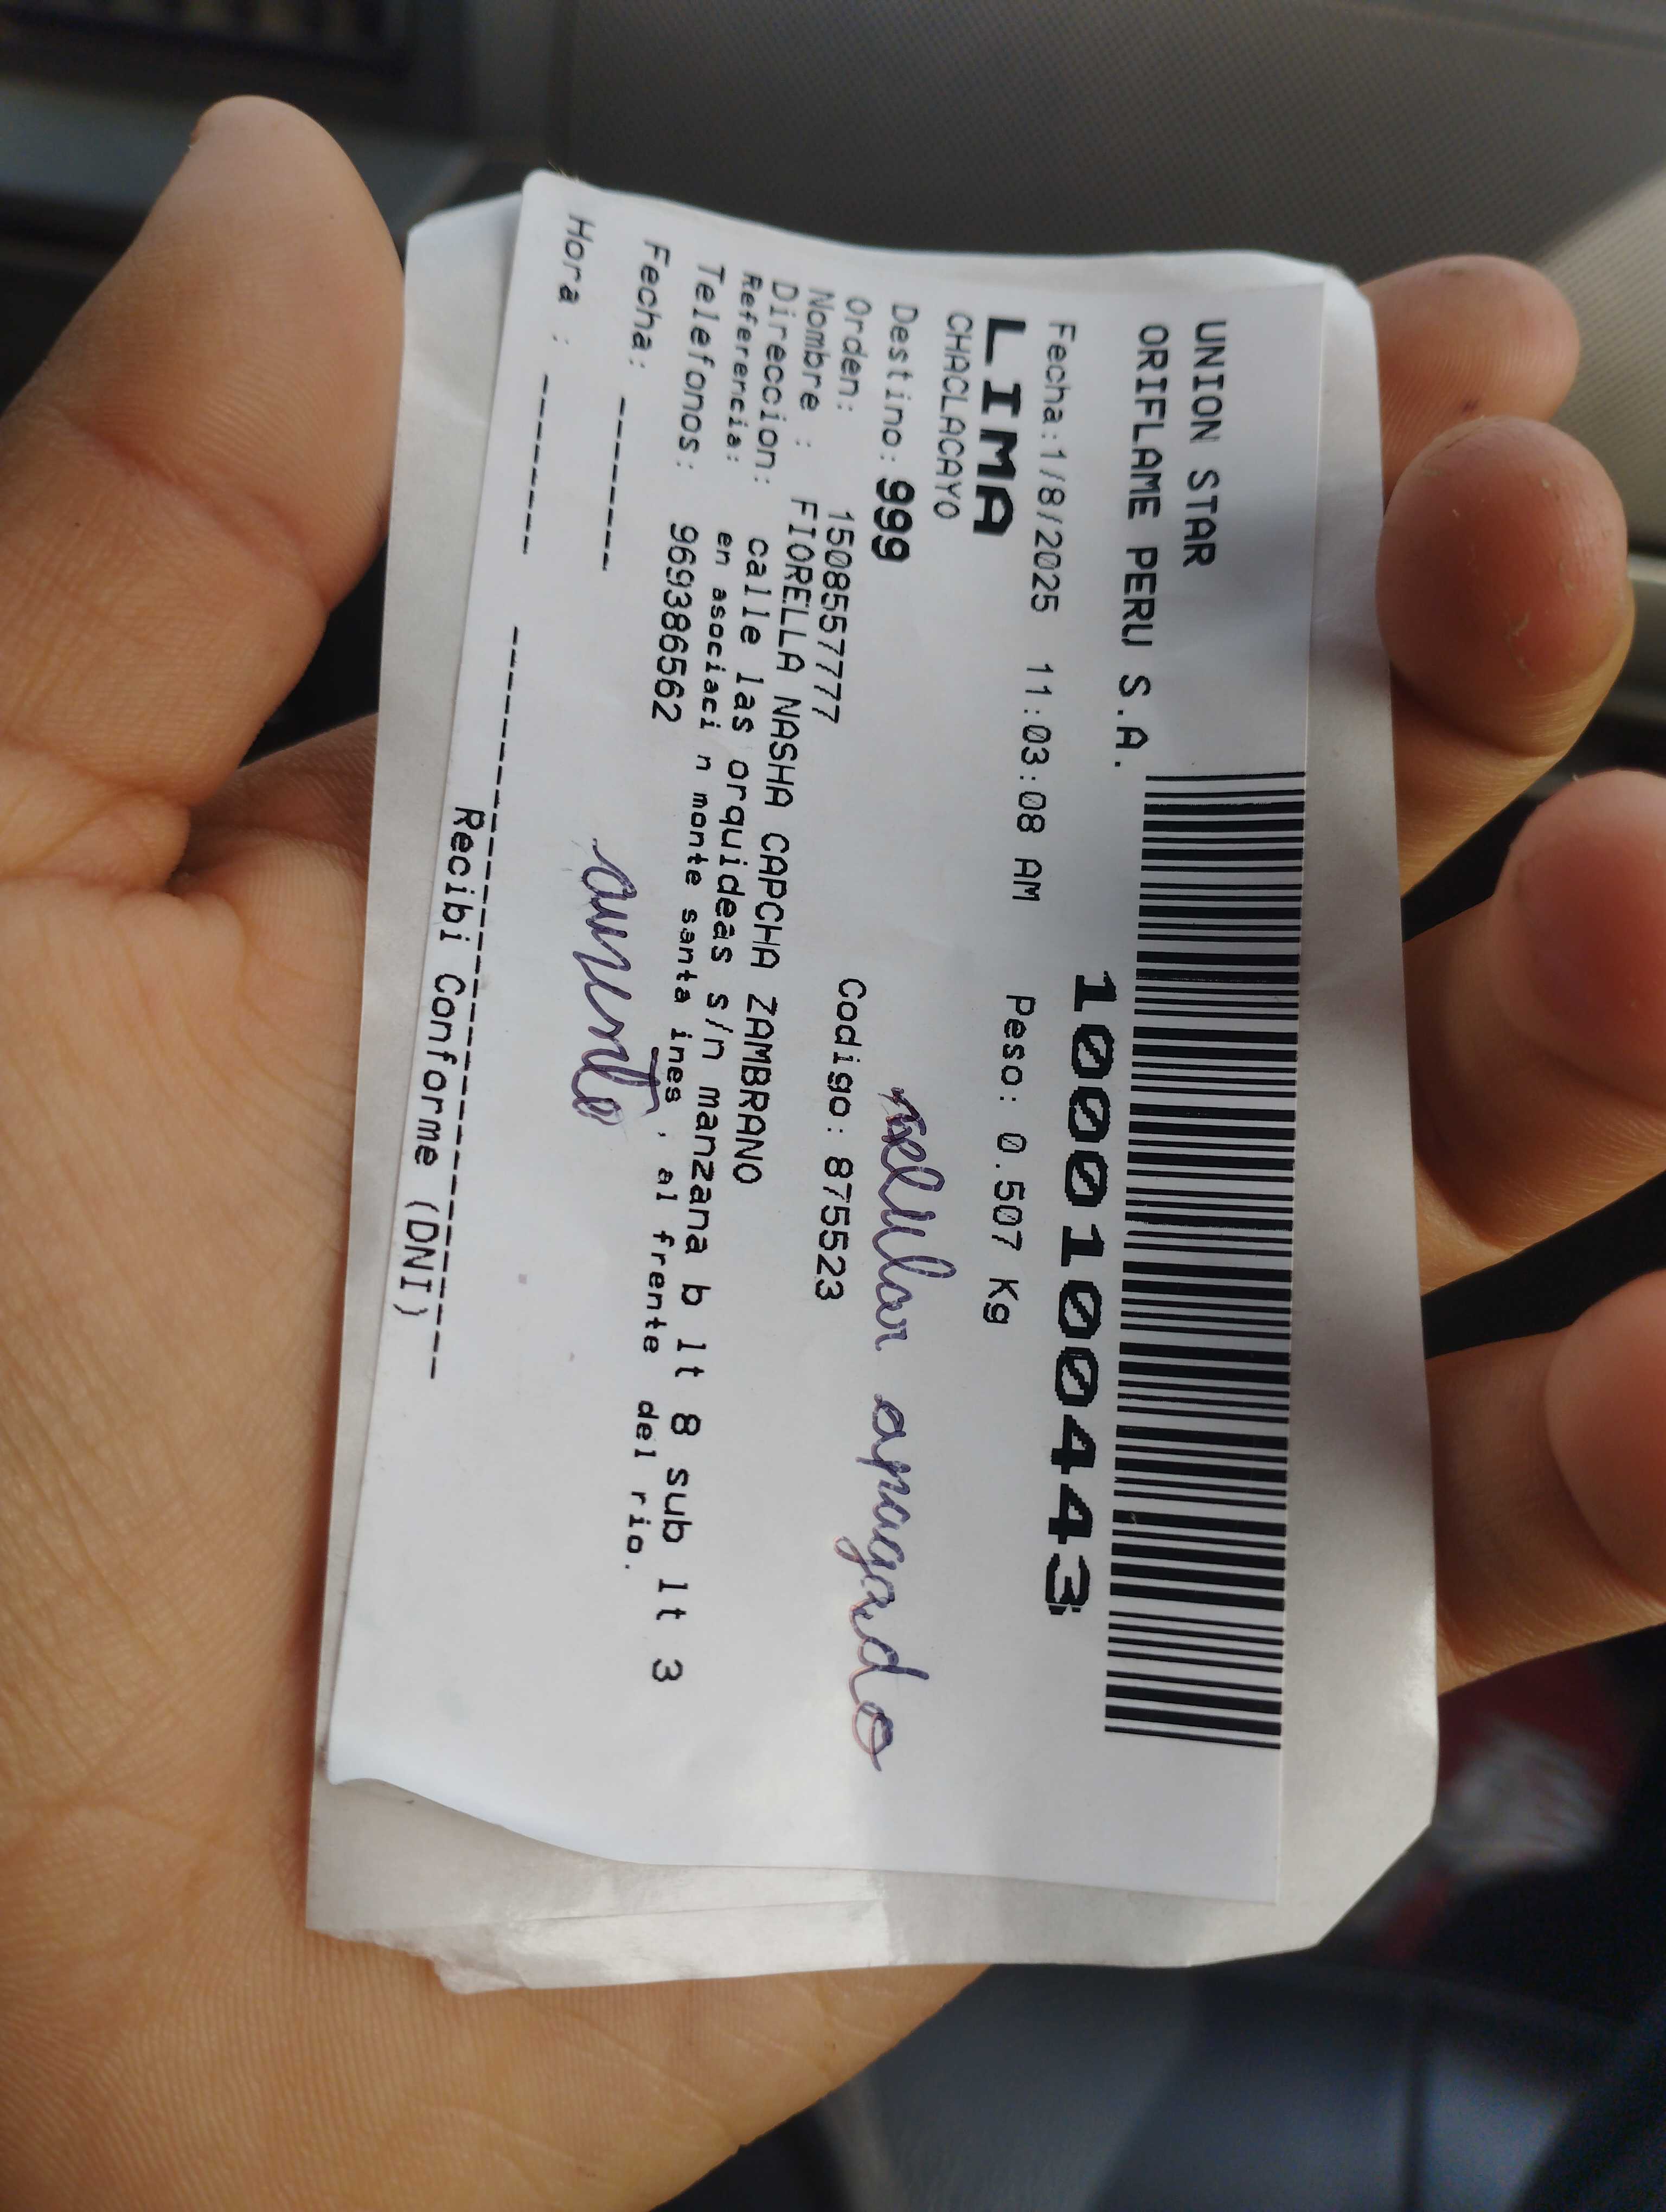 UNION STAR
ORIFLAME PERU S.A.
10001000443
Fecha:1/8/2025 11:03:08 AM Peso: 0.507 Kg
LIMA
CHACLACAYO
celular apagado
Destino: 999
Orden: 1508557777 Codigo: 875523
Nombre : FIORELLA NASHA CAPCHA ZAMBRANO
Direccion: calle las orquideas s/n manzana b lt 8 sub lt 3
Referencia: en asociaci n monte santa ines , al frente del rio.
Telefonos: 969386562
Fecha: --------
ausente
Hora : --------
Recibi Conforme (DNI)